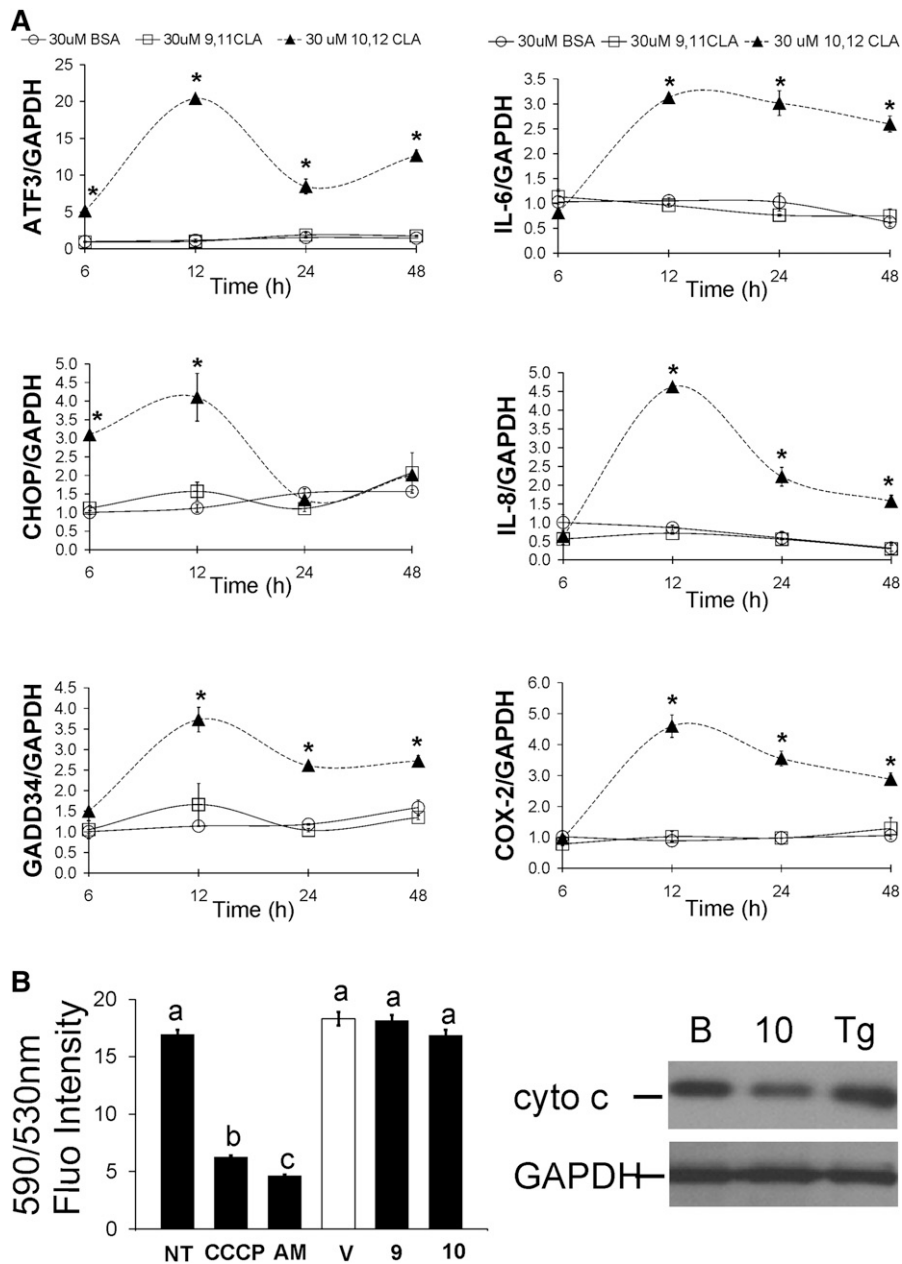 A
30uM BSA 30uM 9,11CLA 30 uM 10,12 CLA
ATF3/GAPDH
25
20
15
10
5
0
* * * *
6 12 24 48
Time (h)
30uM BSA 30uM 9,11CLA 30 uM 10,12 CLA
IL-6/GAPDH
3.5
3.0
2.5
2.0
1.5
1.0
0.5
0.0
* * *
6 12 24 48
Time (h)
CHOP/GAPDH
5.0
4.5
4.0
3.5
3.0
2.5
2.0
1.5
1.0
0.5
0.0
* *
6 12 24 48
Time (h)
IL-8/GAPDH
5.0
4.5
4.0
3.5
3.0
2.5
2.0
1.5
1.0
0.5
0.0
* * *
6 12 24 48
Time (h)
GADD34/GAPDH
4.5
4.0
3.5
3.0
2.5
2.0
1.5
1.0
0.5
0.0
* * *
6 12 24 48
Time (h)
COX-2/GAPDH
6.0
5.0
4.0
3.0
2.0
1.0
0.0
* * *
6 12 24 48
Time (h)
B
590/530nm
Fluo Intensity
20
15
10
5
0
a b c a a a
NT CCCP AM V 9 10
B 10 Tg
cyto c
GAPDH